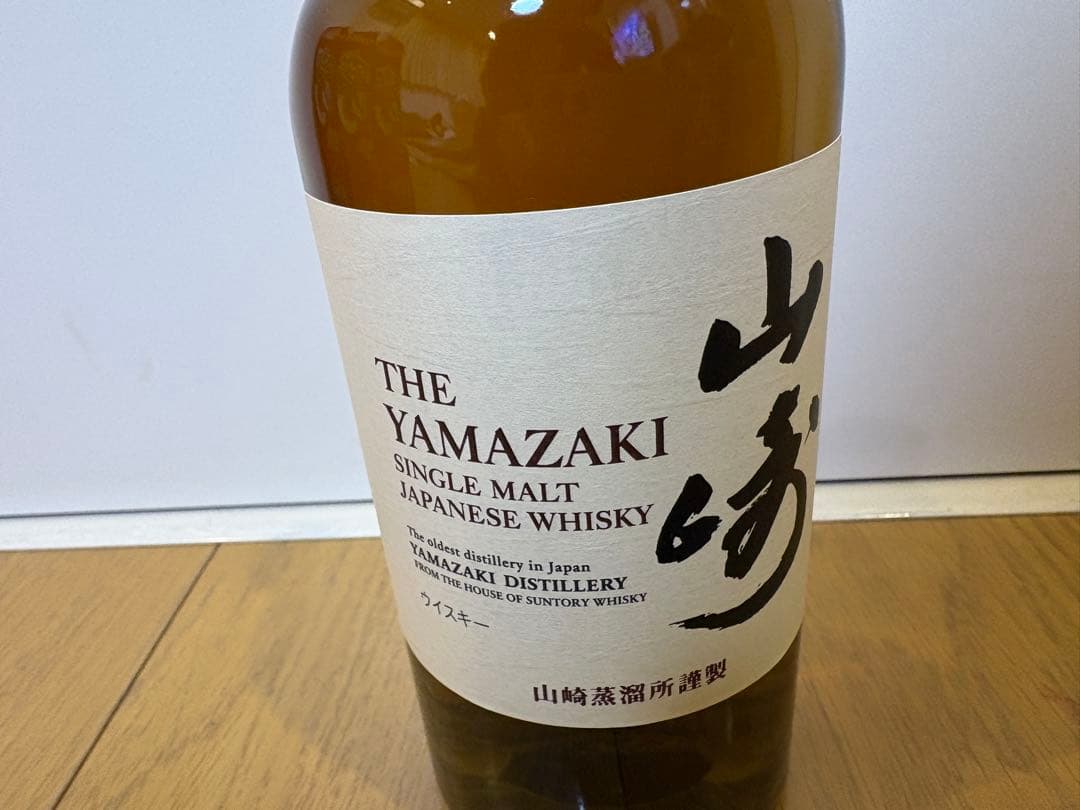 THE
YAMAZAKI
SINGLE MALT
JAPANESE WHISKY
The oldest distillery in Japan
YAMAZAKI DISTILLERY
FROM THE HOUSE OF SUNTORY WHISKY
ウイスキー
山崎
山崎蒸溜所謹製